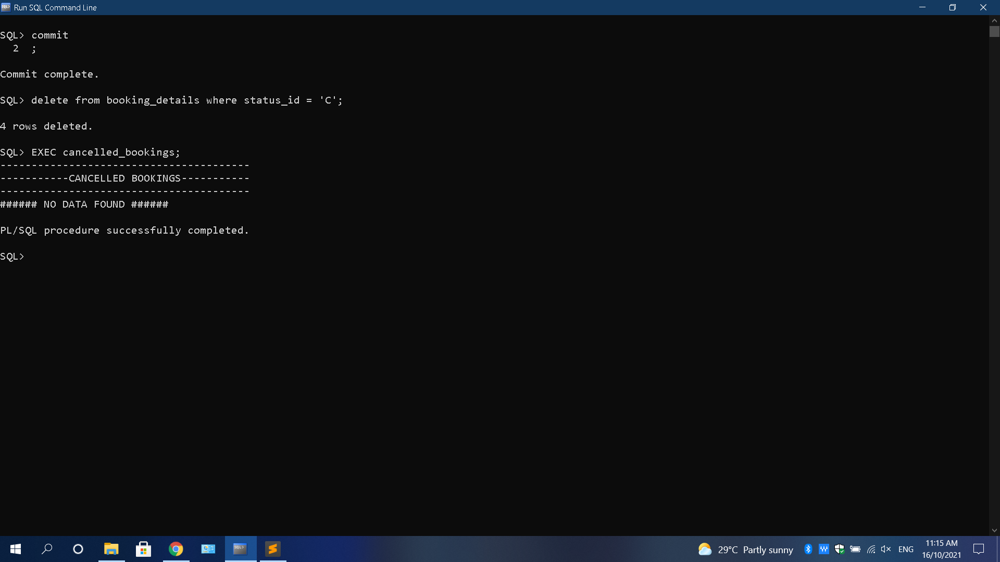 Run SQL Command Line
SQL> commit
  2  ;
Commit complete.
SQL> delete from booking_details where status_id = 'C';
4 rows deleted.
SQL> EXEC cancelled_bookings;
----------------------------------------
-----------CANCELLED BOOKINGS-----------
----------------------------------------
###### NO DATA FOUND ######
PL/SQL procedure successfully completed.
SQL>
29°C Partly sunny
ENG
11:15 AM
16/10/2021